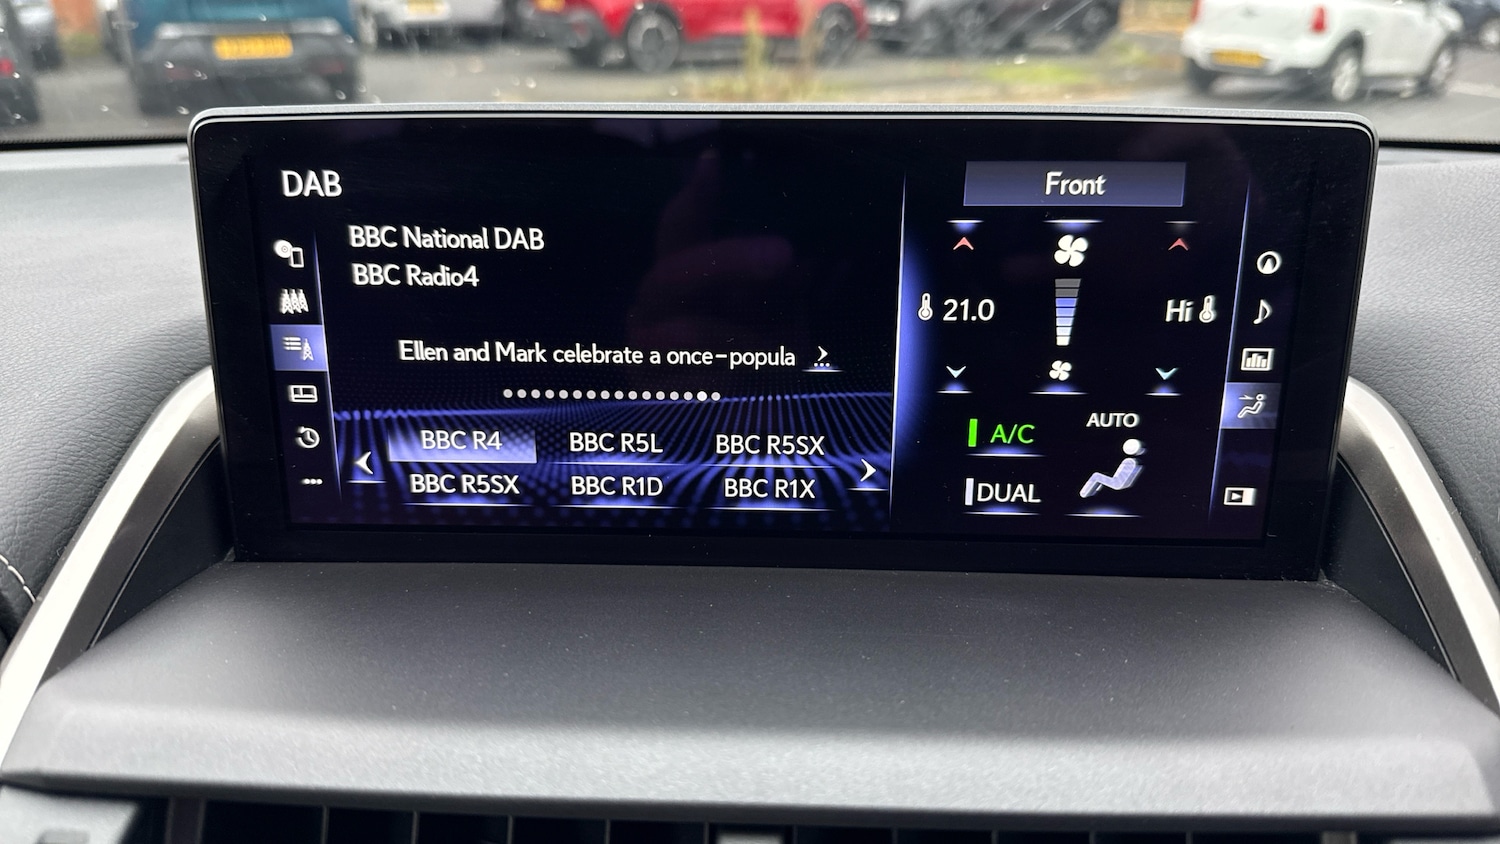 DAB
BBC National DAB
BBC Radio4
Ellen and Mark celebrate a once-popula
BBC R4 BBC R5L BBC R5SX
BBC R5SX BBC R1D BBC R1X
Front
21.0 Hi
A/C AUTO
DUAL